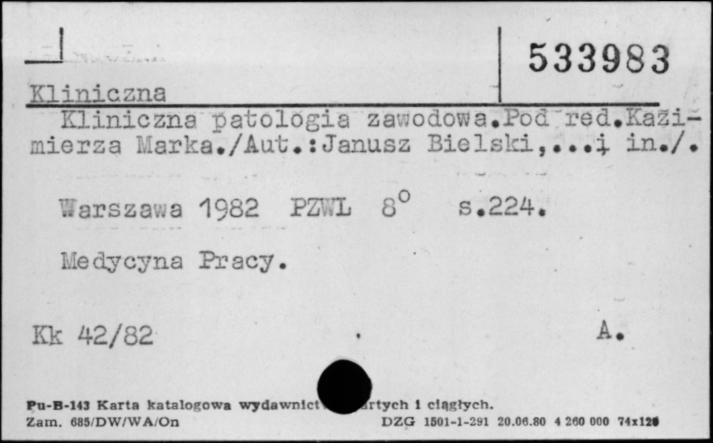 533983
Kliniczna
Kliniczna patologia zawodowa.Pod red.Kazi-
mierza Marka./Aut.:Janusz Bielski,...i in./.
Warszawa 1982 PZWL 8° s.224.
Medycyna Pracy.
Kk 42/82 A.
Pu-B-143 Karta katalogowa wydawnict rtych i ciągłych.
Zam. 685/DW/WA/On DZG 1501-1-291 20.06.80 4 260 000 74x125